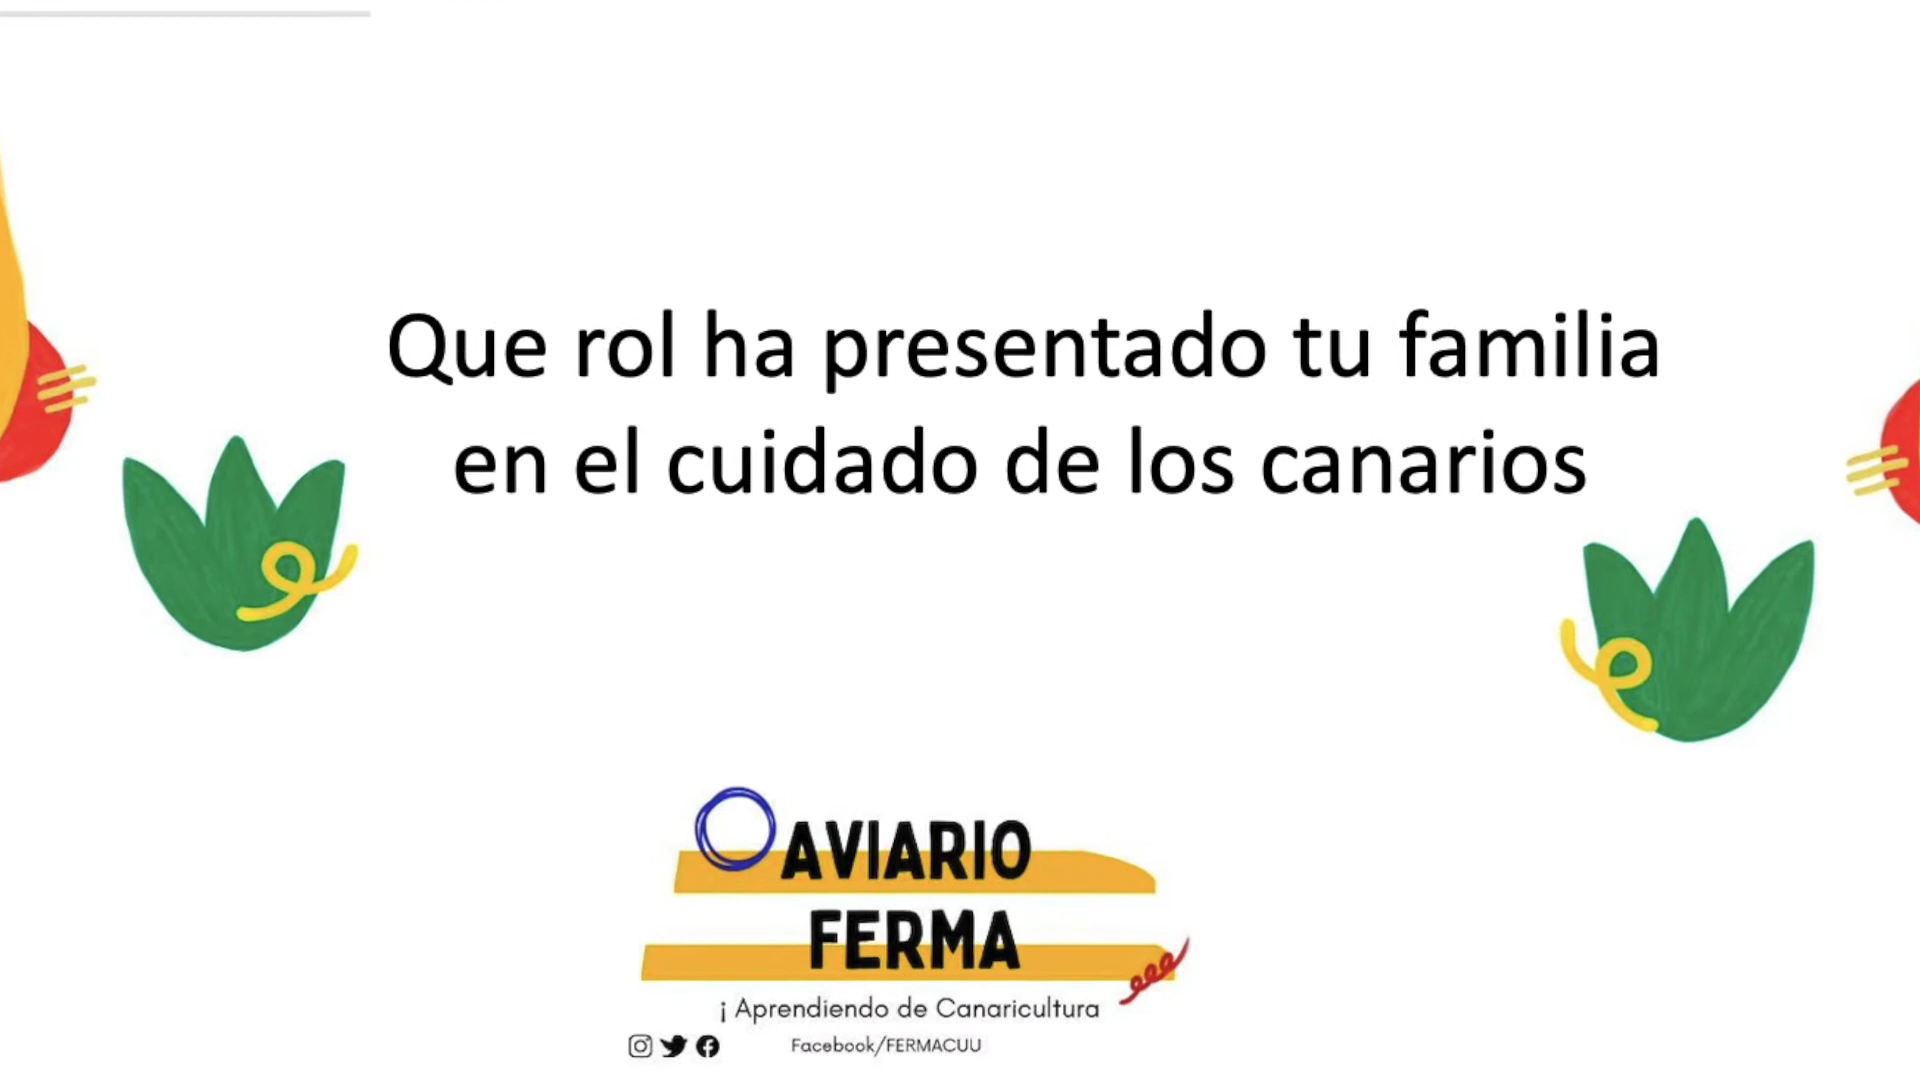 Que rol ha presentado tu familia
en el cuidado de los canarios
AVIARIO
FERMA
¡ Aprendiendo de Canaricultura
Facebook/FERMACUU